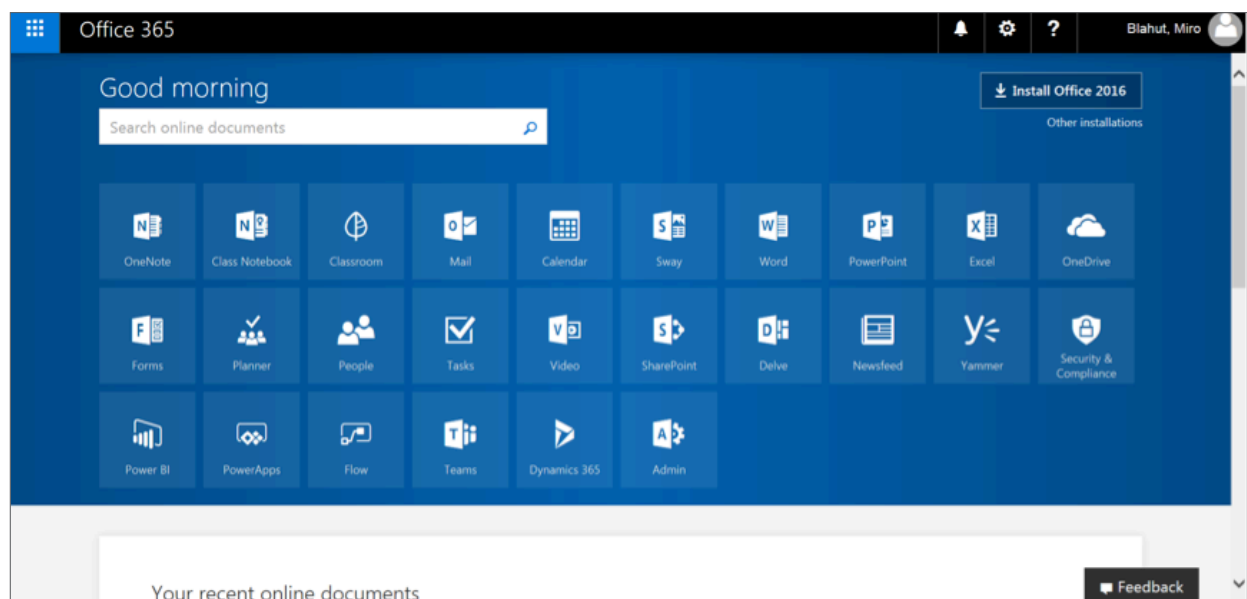 Office 365
?
Blahut, Miro
Good morning
Install Office 2016
Search online documents
Other installations
OneNote
Class Notebook
Classroom
Mail
Calendar
Sway
Word
PowerPoint
Excel
OneDrive
Forms
Planner
People
Tasks
Video
SharePoint
Delve
Newsfeed
Yammer
Security &
Compliance
Power BI
PowerApps
Flow
Teams
Dynamics 365
Admin
Your recent online documents
Feedback